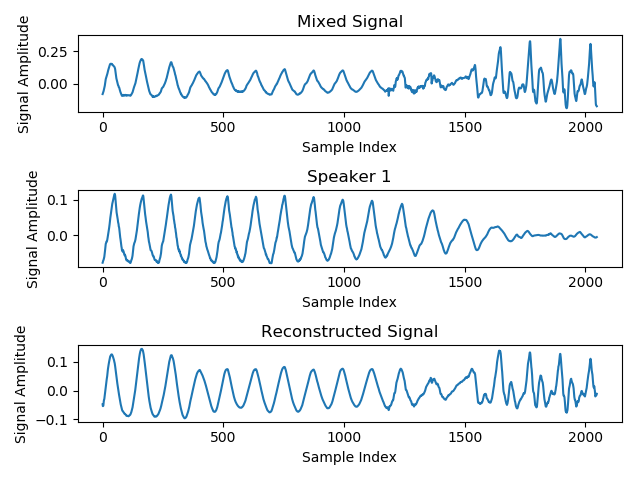 Mixed Signal
Signal Amplitude
0.25
0.00
0 500 1000 1500 2000
Sample Index
Speaker 1
Signal Amplitude
0.1
0.0
0 500 1000 1500 2000
Sample Index
Reconstructed Signal
Signal Amplitude
0.1
0.0
−0.1
0 500 1000 1500 2000
Sample Index